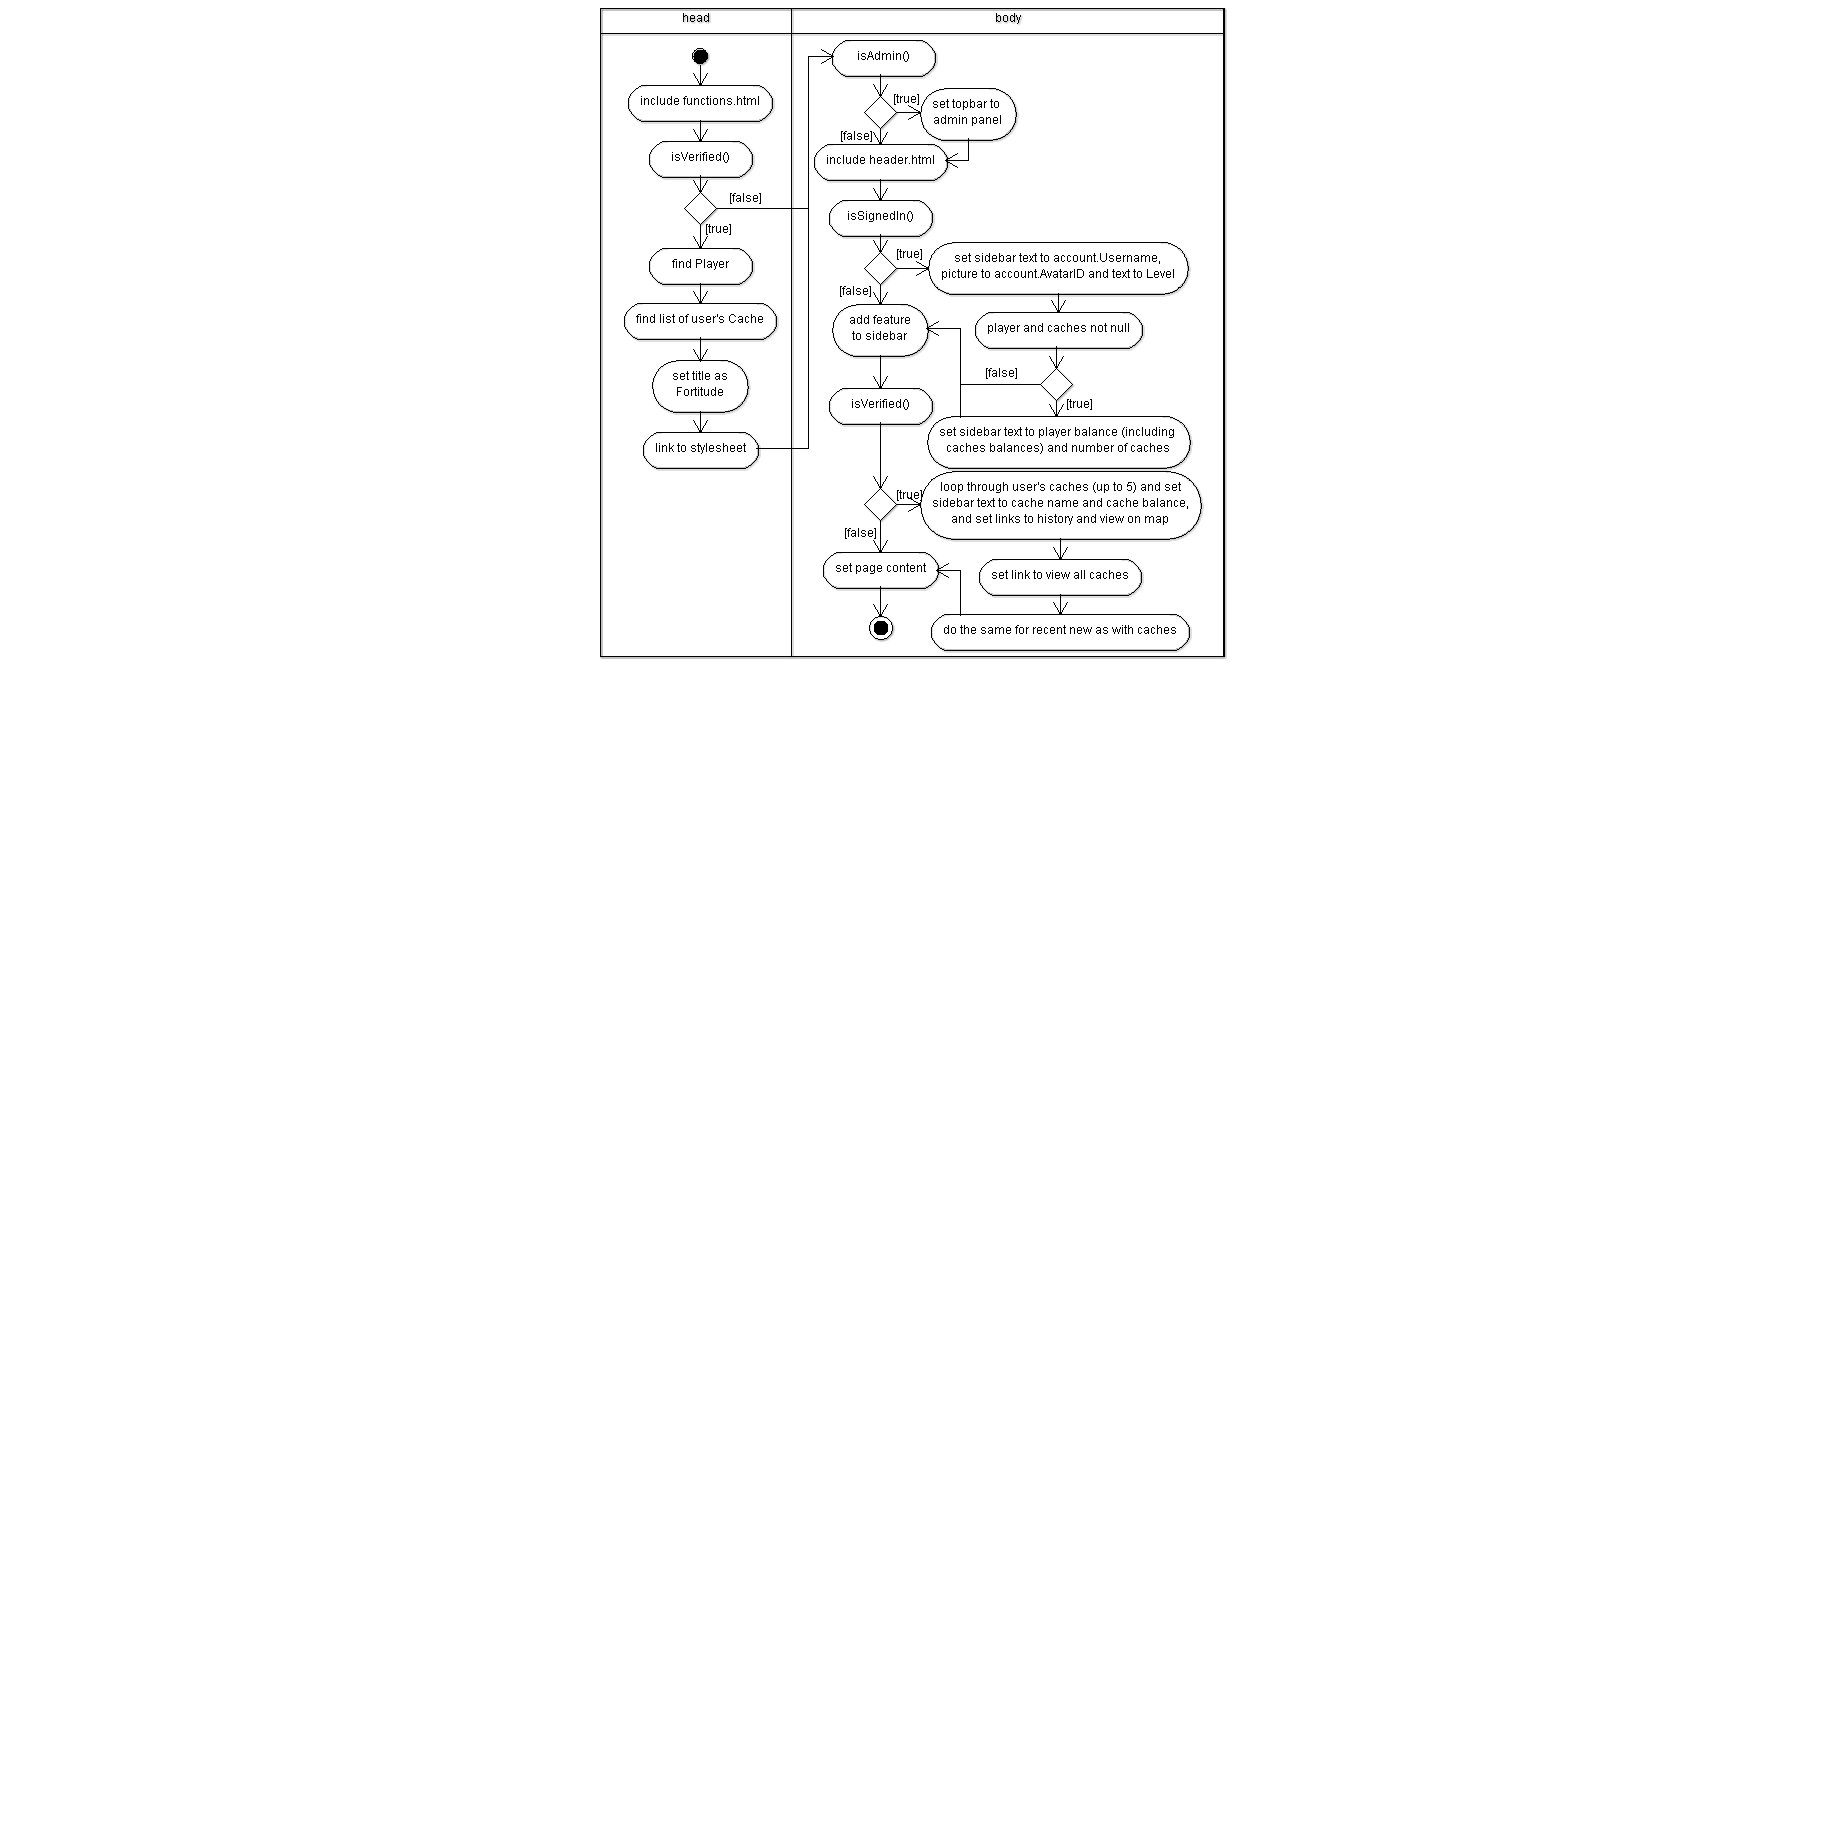 head
body
include functions.html
isVerified()
[false]
[true]
find Player
find list of user's Cache
set title as
Fortitude
link to stylesheet
isAdmin()
[true]
set topbar to
admin panel
[false]
include header.html
isSignedIn()
[true]
set sidebar text to account.Username,
picture to account.AvatarID and text to Level
[false]
add feature
to sidebar
player and caches not null
[false]
[true]
isVerified()
set sidebar text to player balance (including
caches balances) and number of caches
[true]
loop through user's caches (up to 5) and set
sidebar text to cache name and cache balance,
and set links to history and view on map
[false]
set page content
set link to view all caches
do the same for recent new as with caches